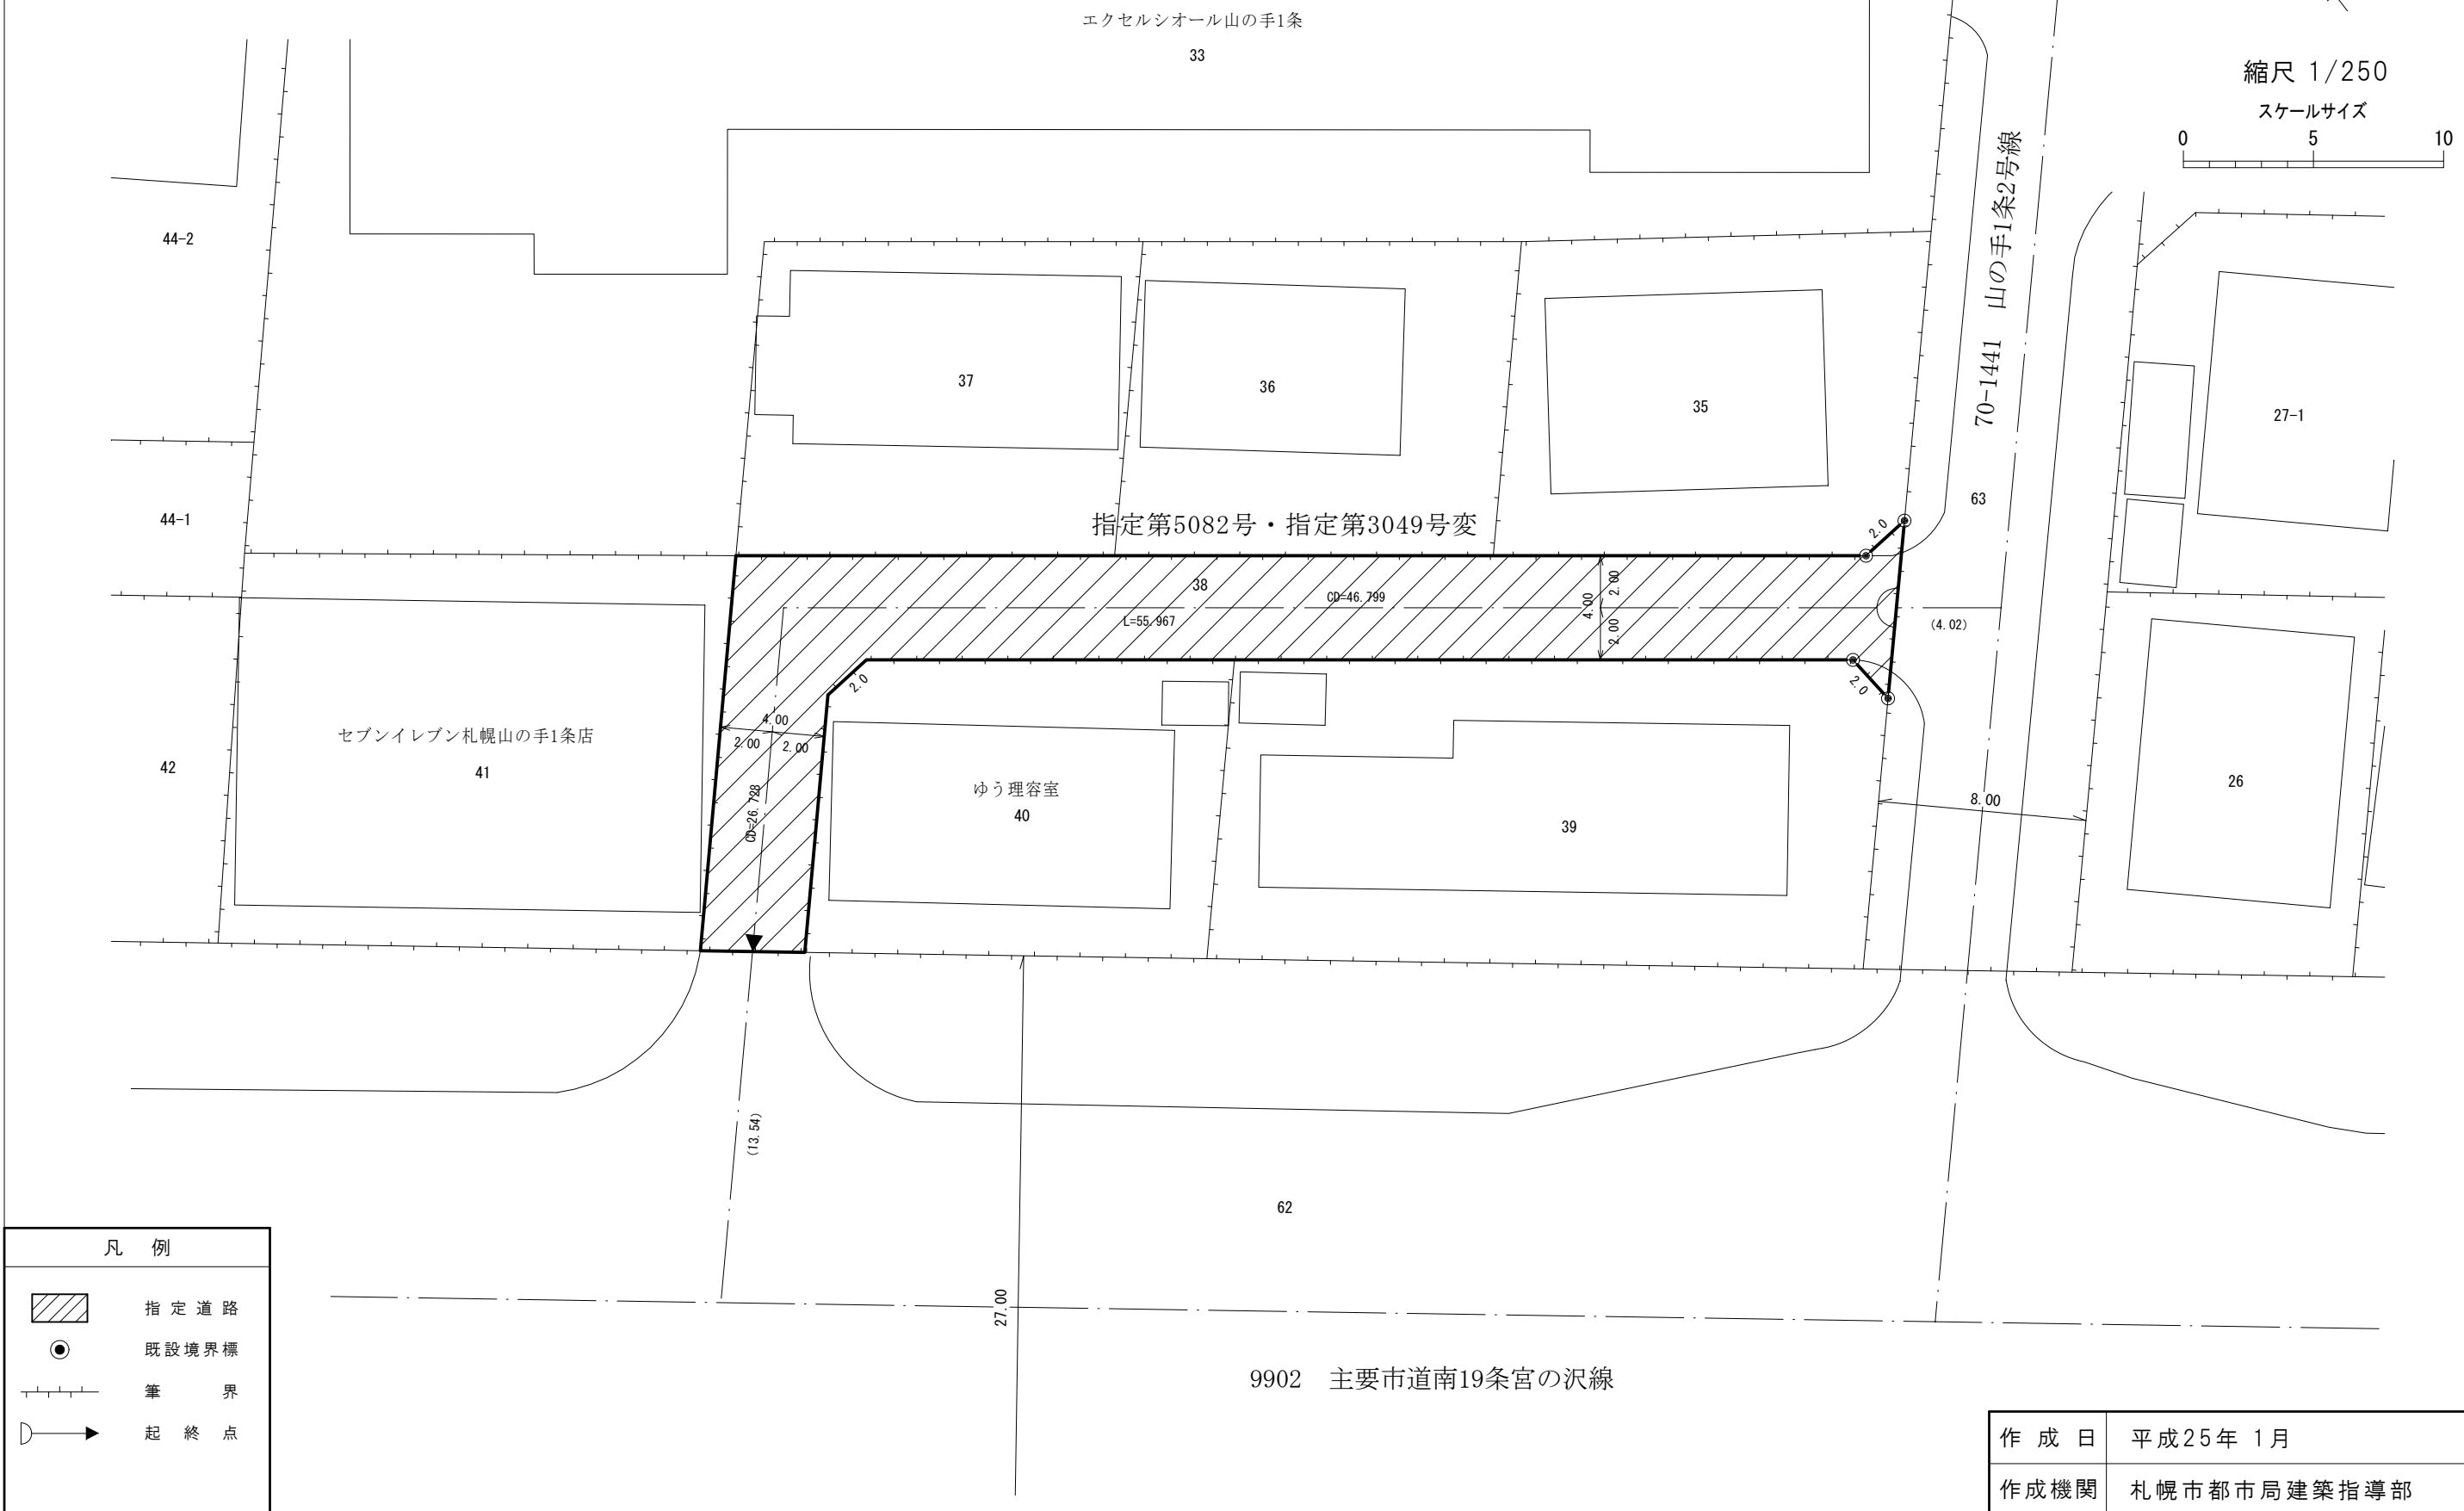 エクセルシオール山の手1条
33
縮尺 1/250
スケールサイズ
0 5 10
70-1441 山の手1条2号線
44-2
37
36
35
27-1
63
44-1
指定第5082号・指定第3049号変
2.0
38
CD=46.799
L=55.967
4.00
2.00
2.00
(4.02)
2.0
2.0
4.00
2.00
2.00
CD=26.728
セブンイレブン札幌山の手1条店
41
42
ゆう理容室
40
39
8.00
26
(13.54)
62
27.00
9902 主要市道南19条宮の沢線
凡例
指定道路
既設境界標
筆界
起終点
作成日 平成25年 1月
作成機関 札幌市都市局建築指導部